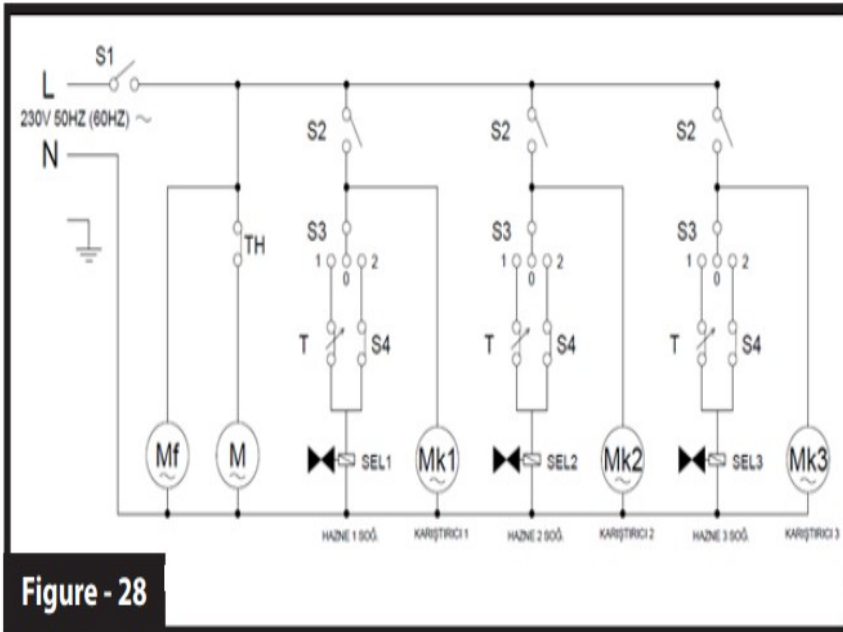 S1
L
230V 50HZ (60HZ) ~
N
S2 S2 S2
TH
S3 S3 S3
1 0 2 1 0 2 1 0 2
T S4 T S4 T S4
Mf M SEL1 Mk1 SEL2 Mk2 SEL3 Mk3
HAZNE 1 SOĞ. KARIŞTIRICI 1 HAZNE 2 SOĞ. KARIŞTIRICI 2 HAZNE 3 SOĞ. KARIŞTIRICI 3
Figure - 28